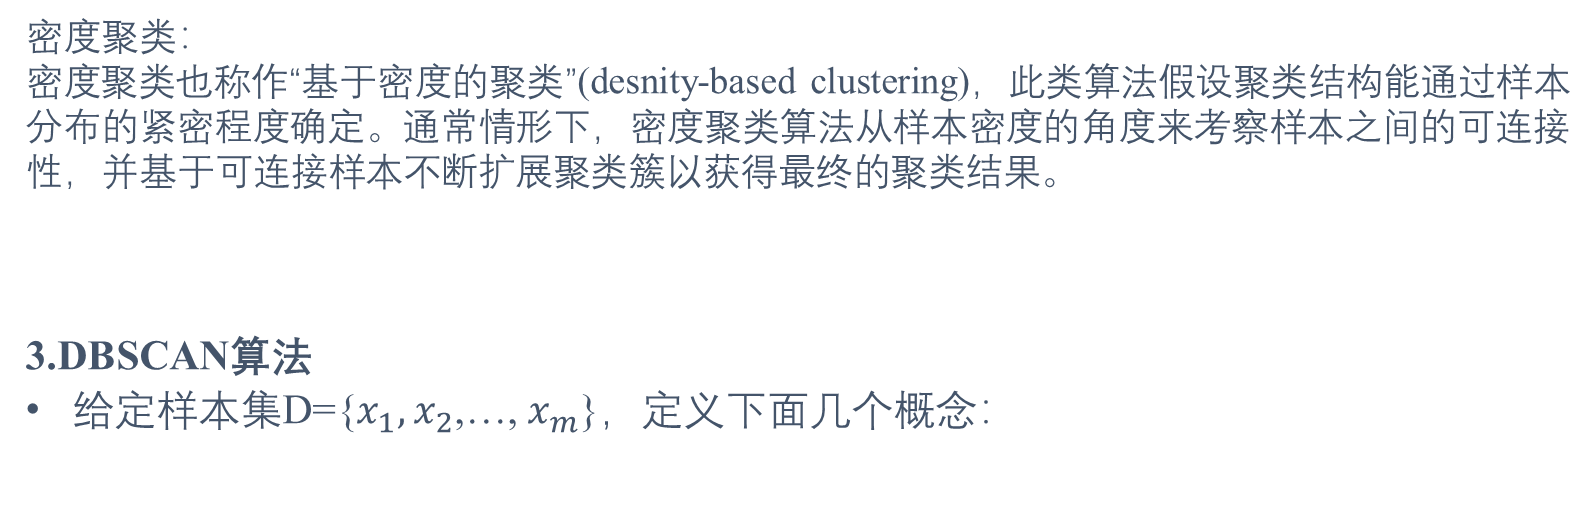 密度聚类：
密度聚类也称作“基于密度的聚类”(desnity-based clustering)，此类算法假设聚类结构能通过样本
分布的紧密程度确定。通常情形下，密度聚类算法从样本密度的角度来考察样本之间的可连接
性，并基于可连接样本不断扩展聚类簇以获得最终的聚类结果。
3.DBSCAN算法
• 给定样本集D={x₁, x₂,…, xₘ}，定义下面几个概念：